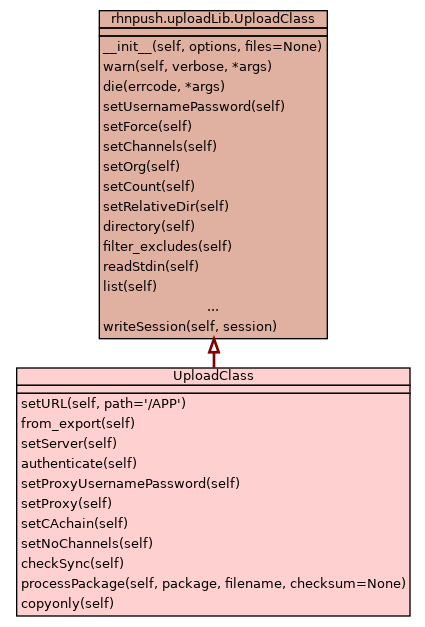 rhnpush.uploadLib.UploadClass
__init__(self, options, files=None)
warn(self, verbose, *args)
die(errcode, *args)
setUsernamePassword(self)
setForce(self)
setChannels(self)
setOrg(self)
setCount(self)
setRelativeDir(self)
directory(self)
filter_excludes(self)
readStdin(self)
list(self)
...
writeSession(self, session)
UploadClass
setURL(self, path='/APP')
from_export(self)
setServer(self)
authenticate(self)
setProxyUsernamePassword(self)
setProxy(self)
setCAchain(self)
setNoChannels(self)
checkSync(self)
processPackage(self, package, filename, checksum=None)
copyonly(self)